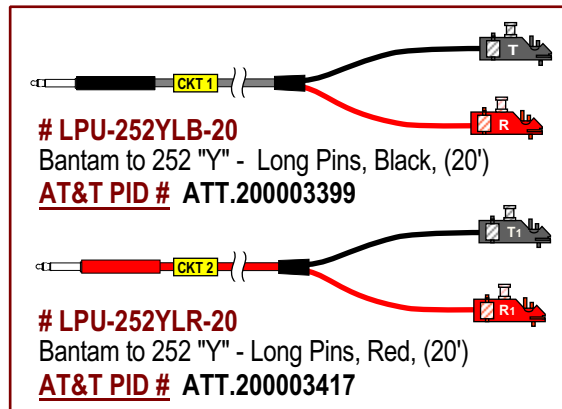 T
CKT 1
R
# LPU-252YLB-20
Bantam to 252 "Y" - Long Pins, Black, (20')
AT&T PID # ATT.200003399
T1
CKT 2
R1
# LPU-252YLR-20
Bantam to 252 "Y" - Long Pins, Red, (20')
AT&T PID # ATT.200003417